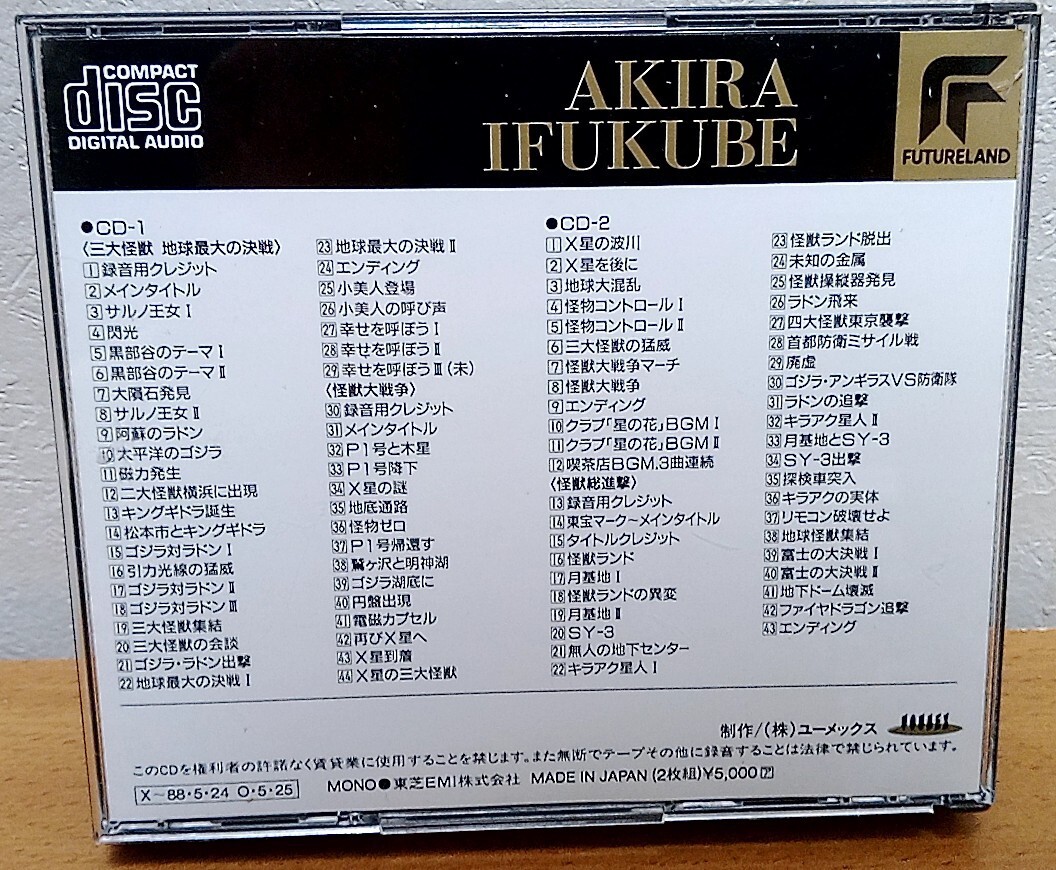 COMPACT
disc
DIGITAL AUDIO
AKIRA
IFUKUBE
FUTURELAND
●CD-1
〈三大怪獣 地球最大の決戦〉
1 録音用クレジット
2 メインタイトル
3 サルノ王女Ⅰ
4 閃光
5 黒部谷のテーマⅠ
6 黒部谷のテーマⅡ
7 大隕石発見
8 サルノ王女Ⅱ
9 阿蘇のラドン
10 太平洋のゴジラ
11 磁力発生
12 二大怪獣横浜に出現
13 キングギドラ誕生
14 松本市とキングギドラ
15 ゴジラ対ラドンⅠ
16 引力光線の猛威
17 ゴジラ対ラドンⅡ
18 ゴジラ対ラドンⅢ
19 三大怪獣集結
20 三大怪獣の会談
21 ゴジラ・ラドン出撃
22 地球最大の決戦Ⅰ
23 地球最大の決戦Ⅱ
24 エンディング
25 小美人登場
26 小美人の呼び声
27 幸せを呼ぼうⅠ
28 幸せを呼ぼうⅡ
29 幸せを呼ぼうⅢ(未)
〈怪獣大戦争〉
30 録音用クレジット
31 メインタイトル
32 P1号と木星
33 P1号降下
34 X星の謎
35 地底通路
36 怪物ゼロ
37 P1号帰還す
38 鷲ヶ沢と明神湖
39 ゴジラ湖底に
40 円盤出現
41 電磁カプセル
42 再びX星へ
43 X星到着
44 X星の三大怪獣
●CD-2
1 X星の波川
2 X星を後に
3 地球大混乱
4 怪物コントロールⅠ
5 怪物コントロールⅡ
6 三大怪獣の猛威
7 怪獣大戦争マーチ
8 怪獣大戦争
9 エンディング
10 クラブ「星の花」BGMⅠ
11 クラブ「星の花」BGMⅡ
12 喫茶店BGM.3曲連続
〈怪獣総進撃〉
13 録音用クレジット
14 東宝マーク〜メインタイトル
15 タイトルクレジット
16 怪獣ランド
17 月基地Ⅰ
18 怪獣ランドの異変
19 月基地Ⅱ
20 SY-3
21 無人の地下センター
22 キラアク星人Ⅰ
23 怪獣ランド脱出
24 未知の金属
25 怪獣操縦器発見
26 ラドン飛来
27 四大怪獣東京襲撃
28 首都防衛ミサイル戦
29 廃虚
30 ゴジラ・アンギラスVS防衛隊
31 ラドンの追撃
32 キラアク星人Ⅱ
33 月基地とSY-3
34 SY-3出撃
35 探検車突入
36 キラアクの実体
37 リモコン破壊せよ
38 地球怪獣集結
39 富士の大決戦Ⅰ
40 富士の大決戦Ⅱ
41 地下ドーム壊滅
42 ファイヤドラゴン追撃
43 エンディング
制作/(株)ユーメックス
このCDを権利者の許諾なく賃貸業に使用することを禁じます。また無断でテープその他に録音することは法律で禁じられています。
X〜88・5・24 O・5・25
MONO●東芝EMI株式会社 MADE IN JAPAN (2枚組)¥5,000